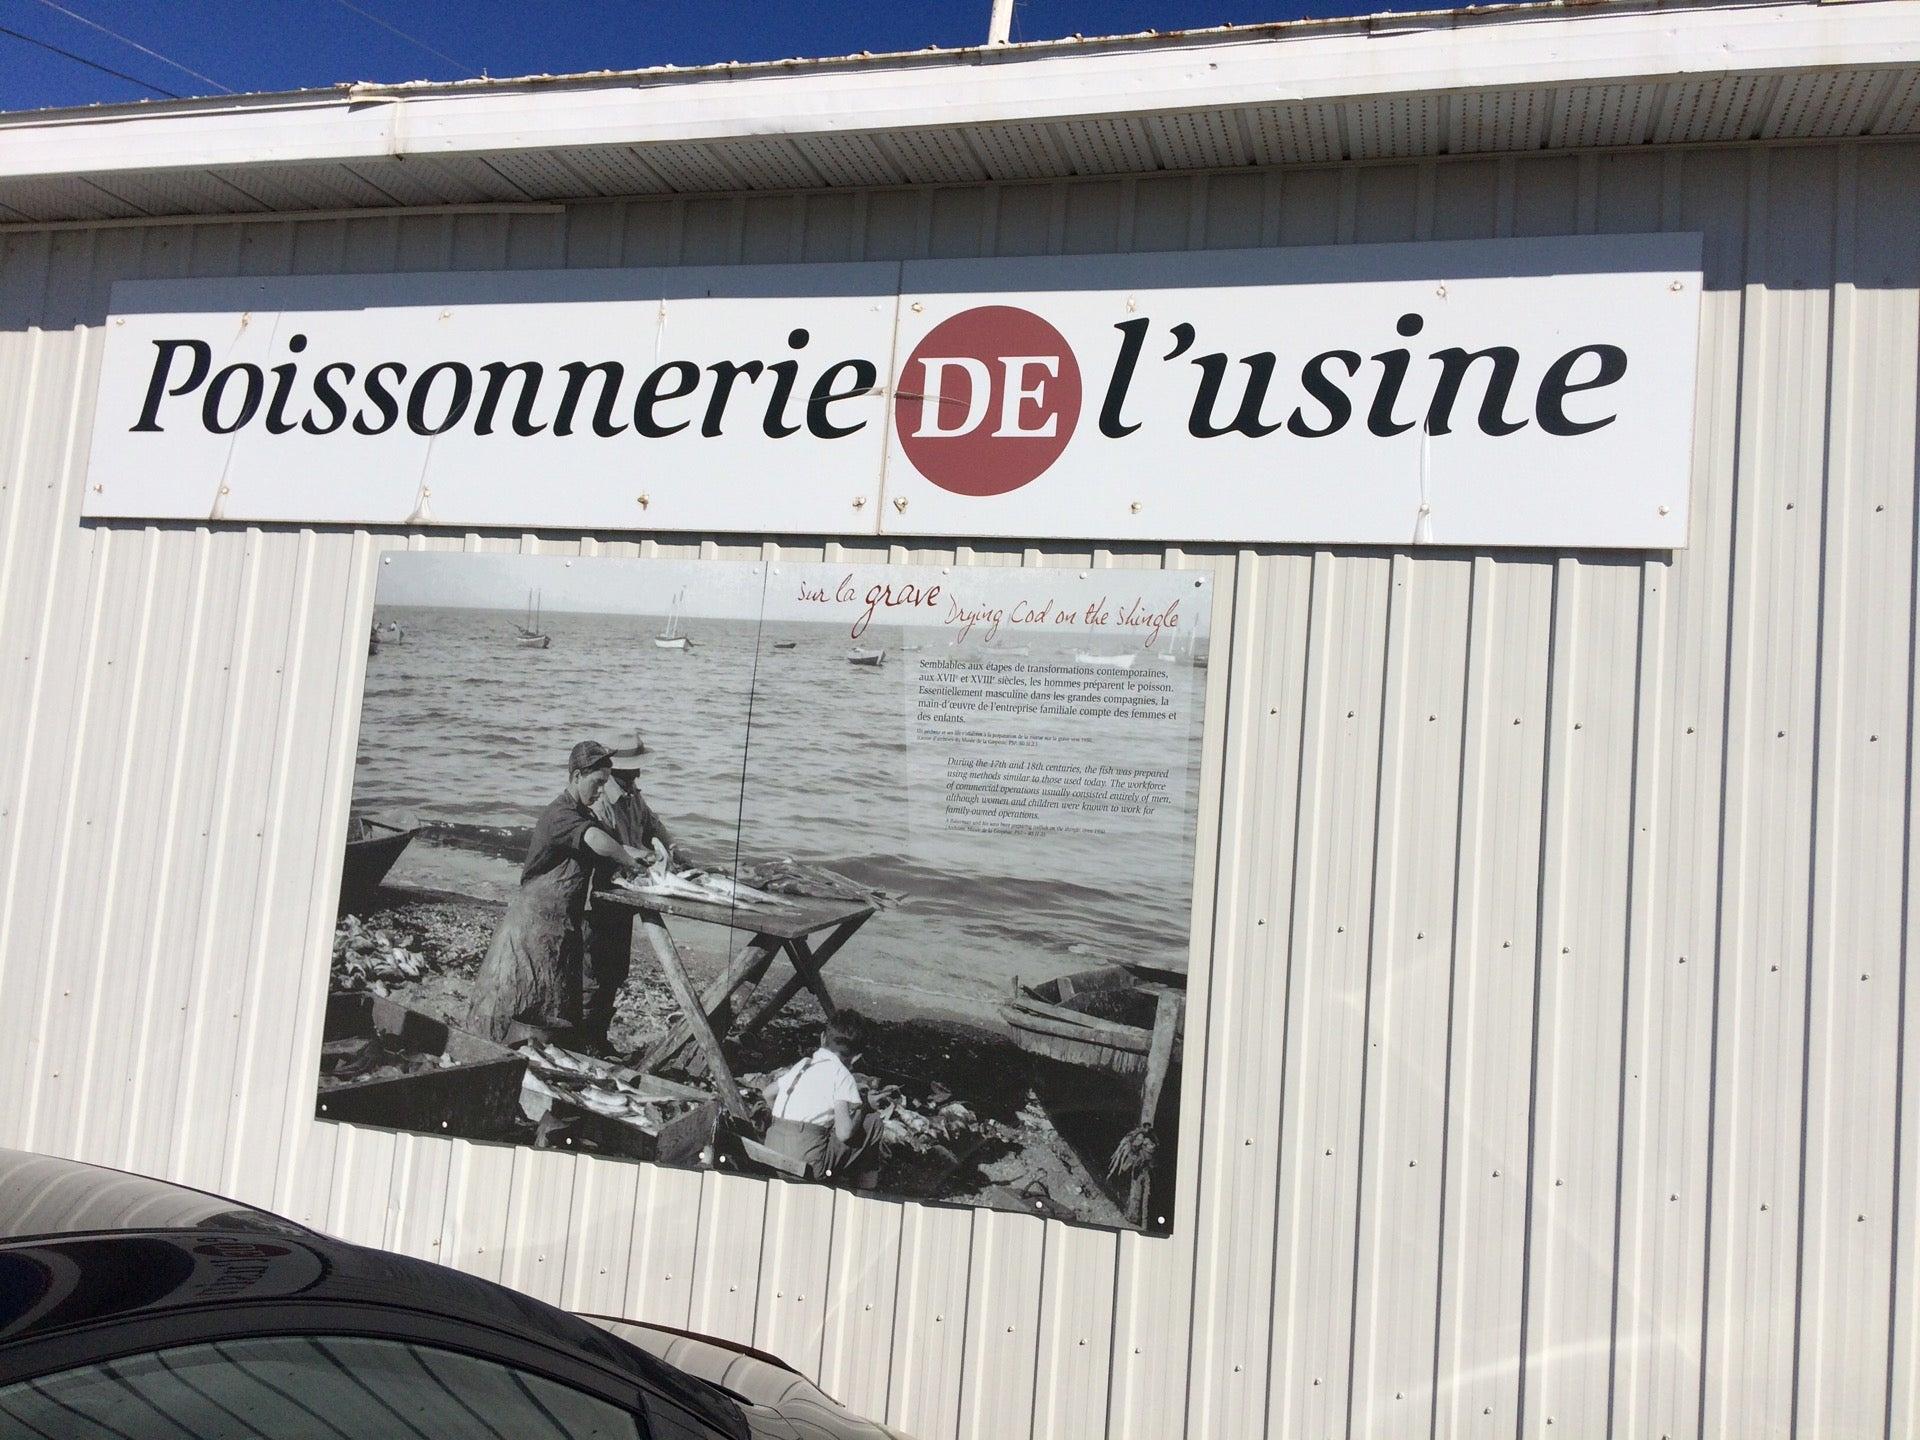 Poissonnerie DE l'usine
sur la grave
Drying Cod on the shingle
Semblables aux étapes de transformations contemporaines,
aux XVIIe et XVIIIe siècles, les hommes préparent le poisson.
Essentiellement masculine dans les grandes compagnies, la
main-d'œuvre de l'entreprise familiale compte des femmes et
des enfants.
During the 17th and 18th centuries, the fish was prepared
using methods similar to those used today. The workforce
of commercial operations usually consisted entirely of men,
although women and children were known to work for
family-owned operations.